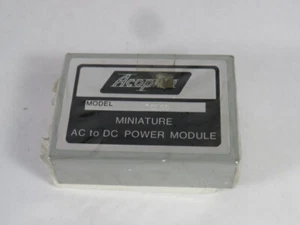 Acopian
MODEL
MINIATURE
AC to DC POWER MODULE